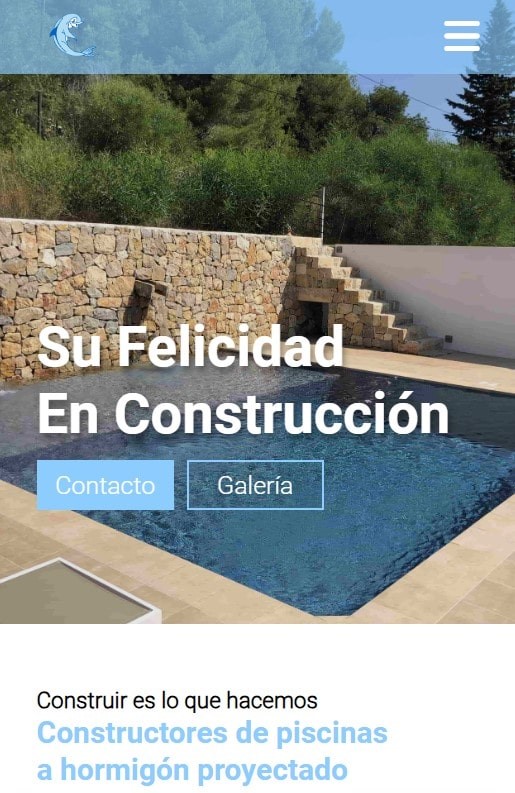 Su Felicidad
En Construcción
Contacto
Galería
Construir es lo que hacemos
Constructores de piscinas
a hormigón proyectado